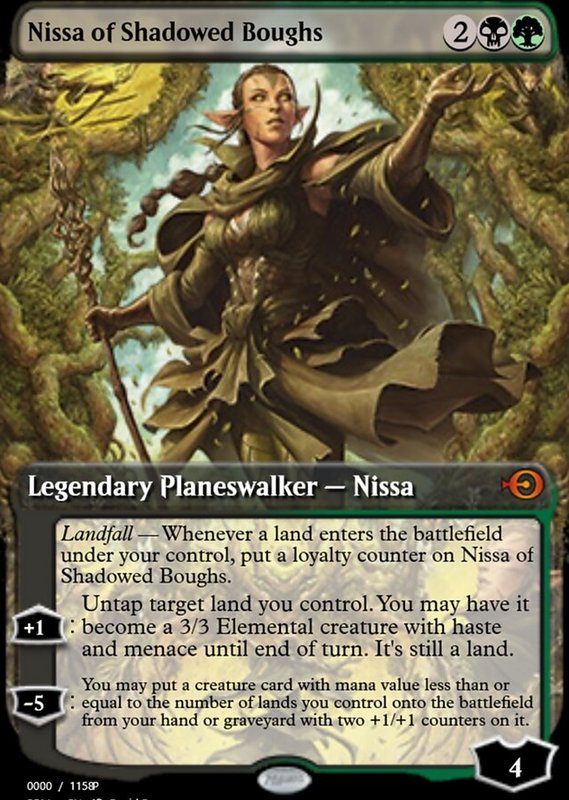 Nissa of Shadowed Boughs 2
Legendary Planeswalker — Nissa
Landfall — Whenever a land enters the battlefield
under your control, put a loyalty counter on Nissa of
Shadowed Boughs.
+1 : Untap target land you control. You may have it
become a 3/3 Elemental creature with haste
and menace until end of turn. It's still a land.
-5 : You may put a creature card with mana value less than or
equal to the number of lands you control onto the battlefield
from your hand or graveyard with two +1/+1 counters on it.
4
0000 / 1158P